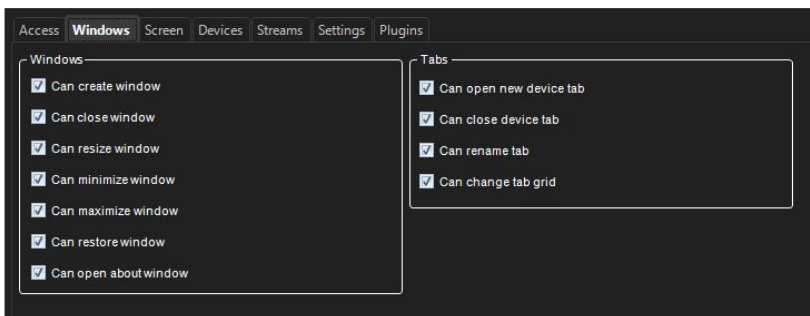 Access Windows Screen Devices Streams Settings Plugins
Windows
Can create window
Can close window
Can resize window
Can minimize window
Can maximize window
Can restore window
Can open about window
Tabs
Can open new device tab
Can close device tab
Can rename tab
Can change tab grid